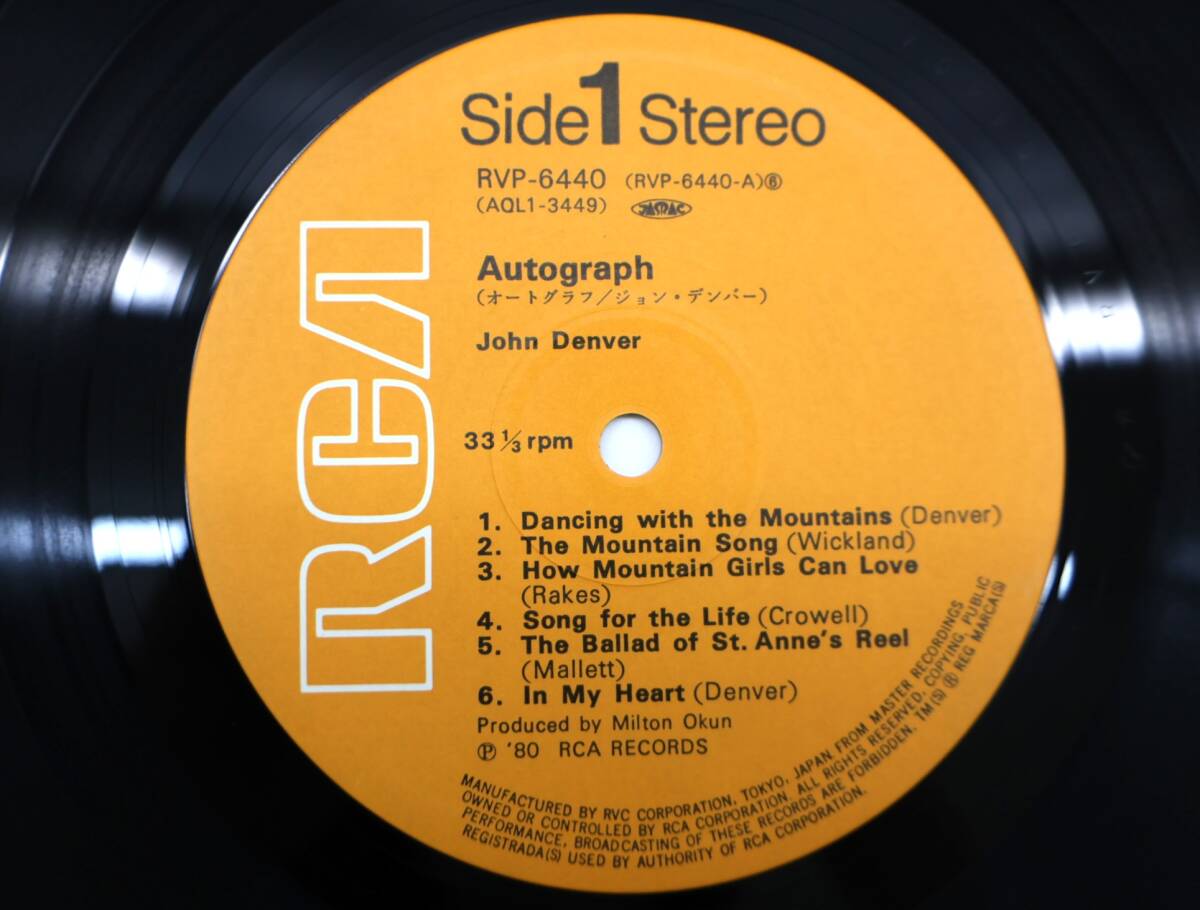 Side 1 Stereo
RVP-6440 (RVP-6440-A)⑥
(AQL1-3449) JASRAC
Autograph
(オートグラフ/ジョン・デンバー)
John Denver
RCA
33 1/3 rpm
1. Dancing with the Mountains (Denver)
2. The Mountain Song (Wickland)
3. How Mountain Girls Can Love
(Rakes)
4. Song for the Life (Crowell)
5. The Ballad of St. Anne's Reel
(Mallett)
6. In My Heart (Denver)
Produced by Milton Okun
Ⓟ '80 RCA RECORDS
MANUFACTURED BY RVC CORPORATION, TOKYO, JAPAN FROM MASTER RECORDINGS
OWNED OR CONTROLLED BY RCA CORPORATION. ALL RIGHTS RESERVED, COPYING, PUBLIC
PERFORMANCE, BROADCASTING OF THESE RECORDS ARE FORBIDDEN. TM(S) ® REG MARCA(S)
REGISTRADA(S) USED BY AUTHORITY OF RCA CORPORATION.